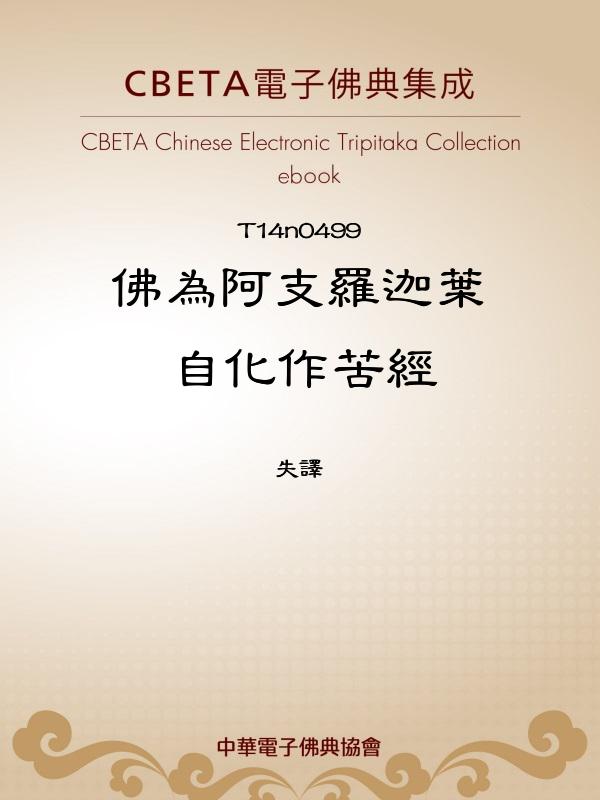 CBETA電子佛典集成
CBETA Chinese Electronic Tripitaka Collection
ebook
T14n0499
佛為阿支羅迦葉
自化作苦經
失譯
中華電子佛典協會